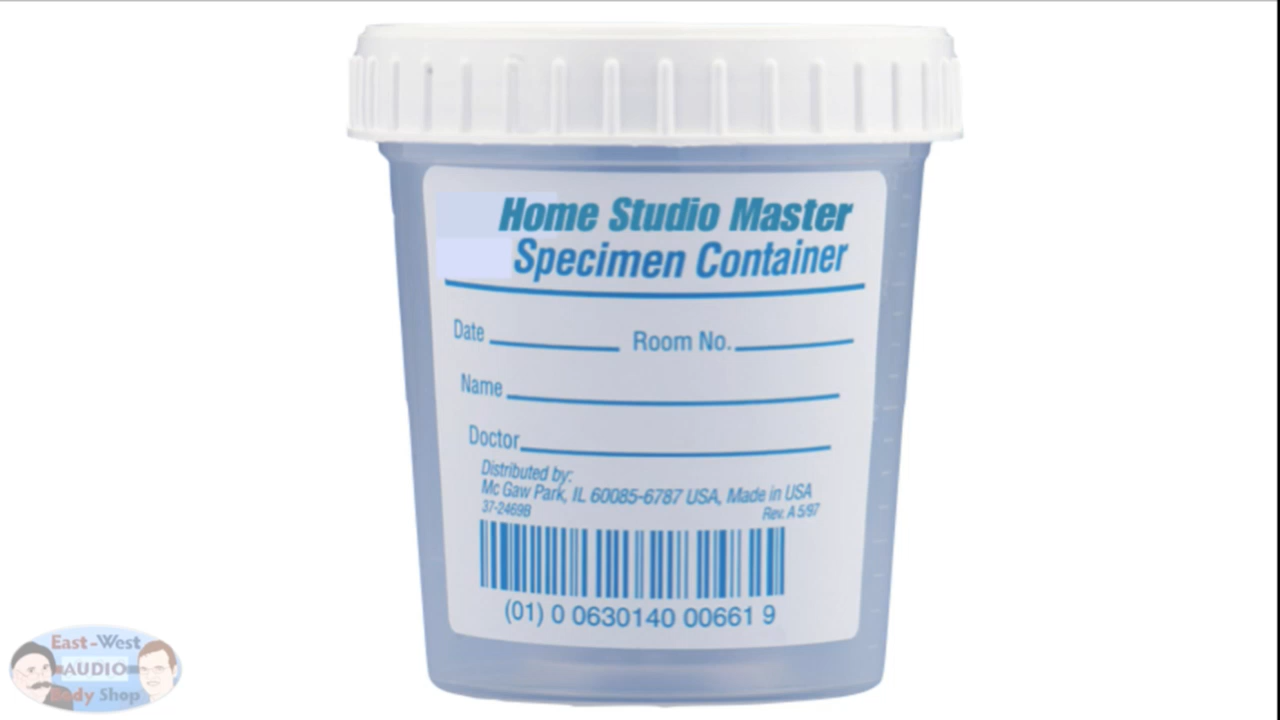 Home Studio Master
Specimen Container
Date Room No.
Name
Doctor
Distributed by:
Mc Gaw Park, IL 60085-6787 USA, Made in USA
37-2469B Rev. A 5/97
(01) 0 0630140 00661 9
East-West
AUDIO
Body Shop